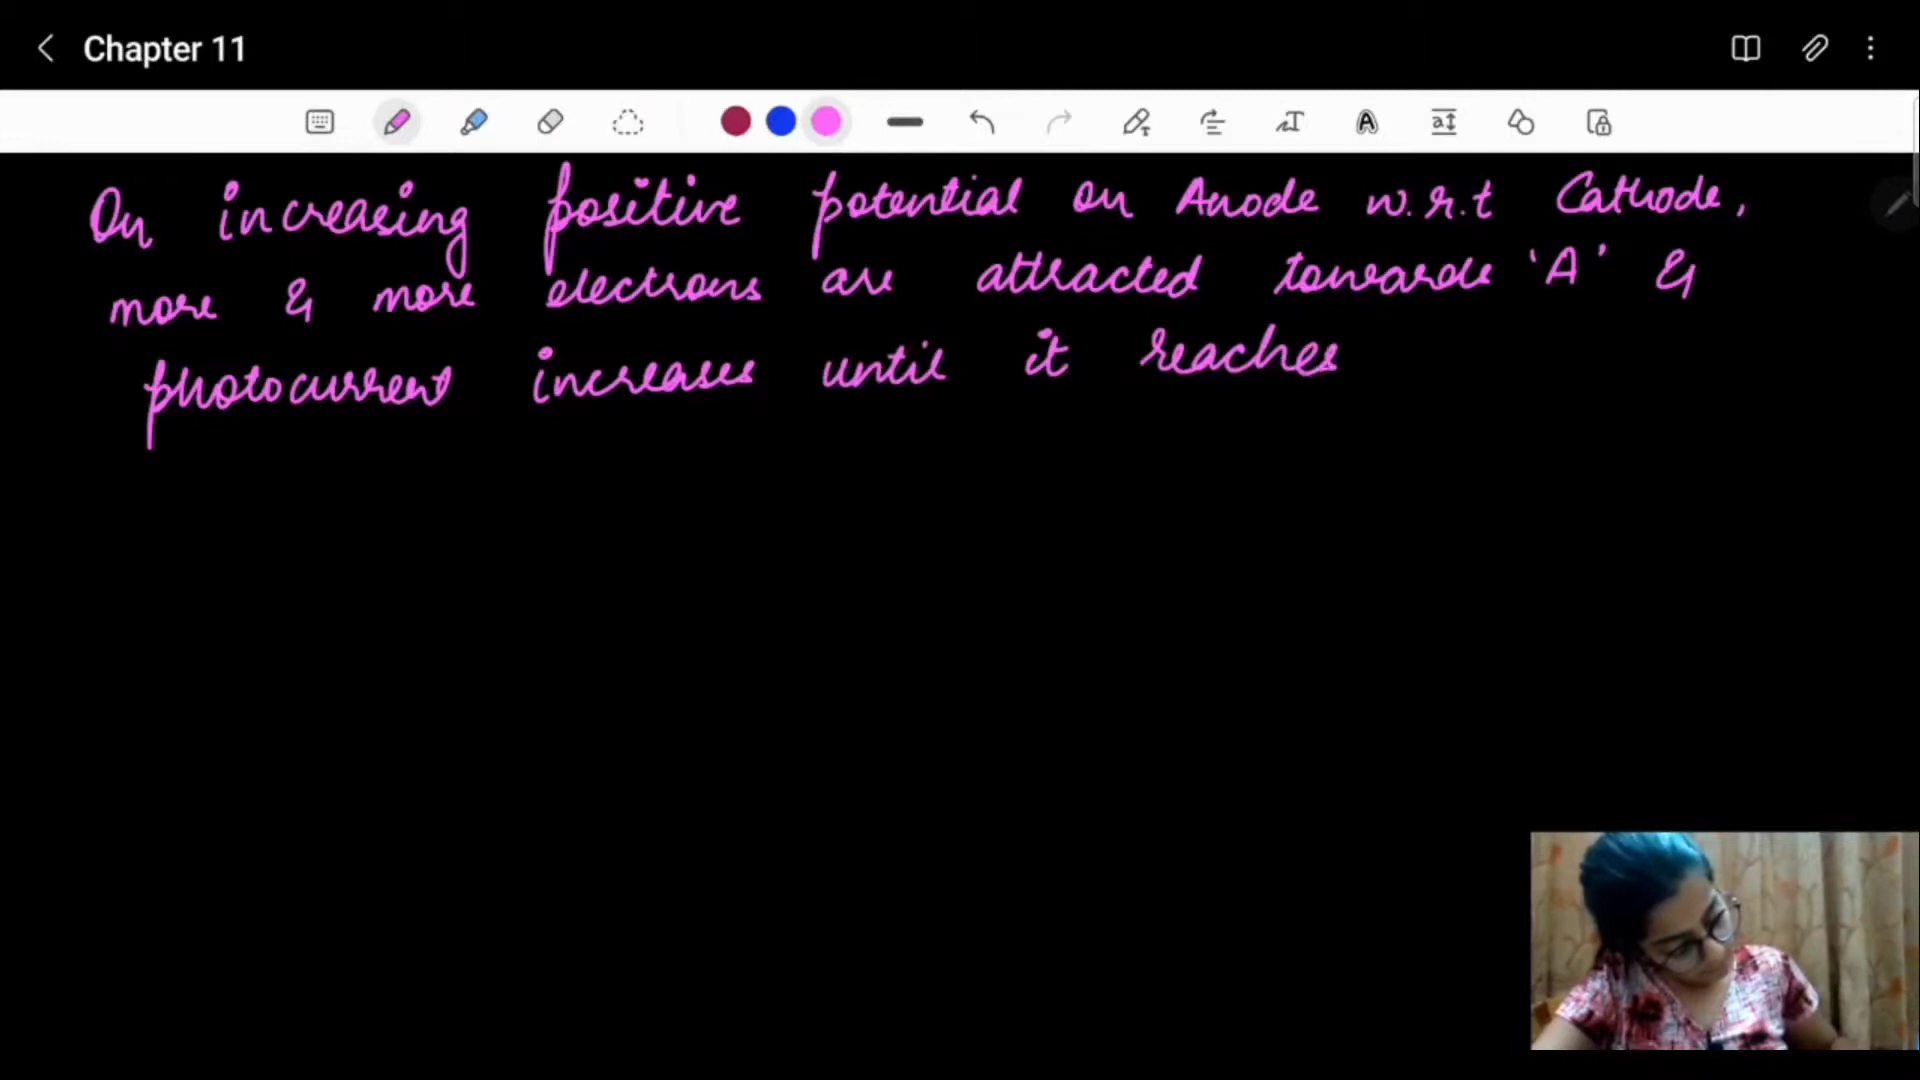 Chapter 11
On increasing positive potential on Anode w.r.t Cathode,
more & more electrons are attracted towards 'A' &
photocurrent increases until it reaches